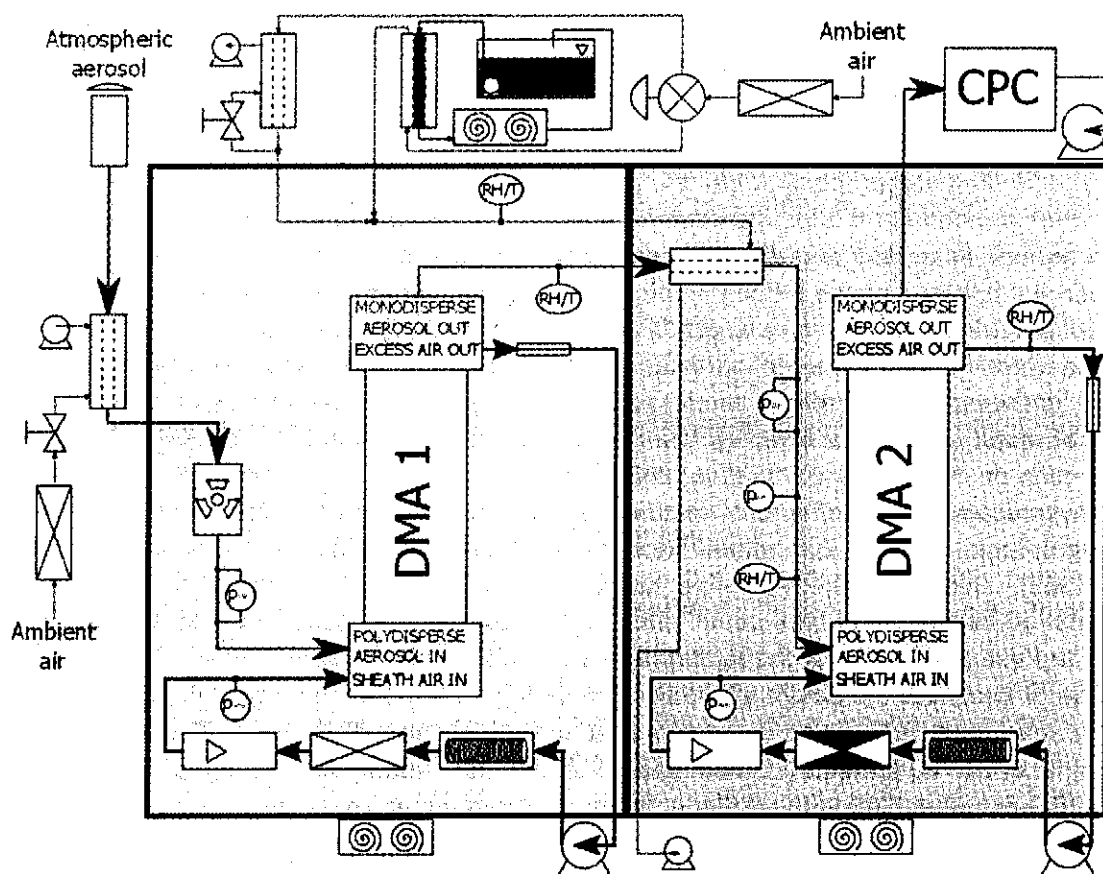 Atmospheric
aerosol
Ambient
air
CPC
RH/T
RH/T
MONODISPERSE
AEROSOL OUT
EXCESS AIR OUT
MONODISPERSE
AEROSOL OUT
EXCESS AIR OUT
RH/T
DMA 1
DMA 2
RH/T
Ambient
air
POLYDISPERSE
AEROSOL IN
SHEATH AIR IN
POLYDISPERSE
AEROSOL IN
SHEATH AIR IN